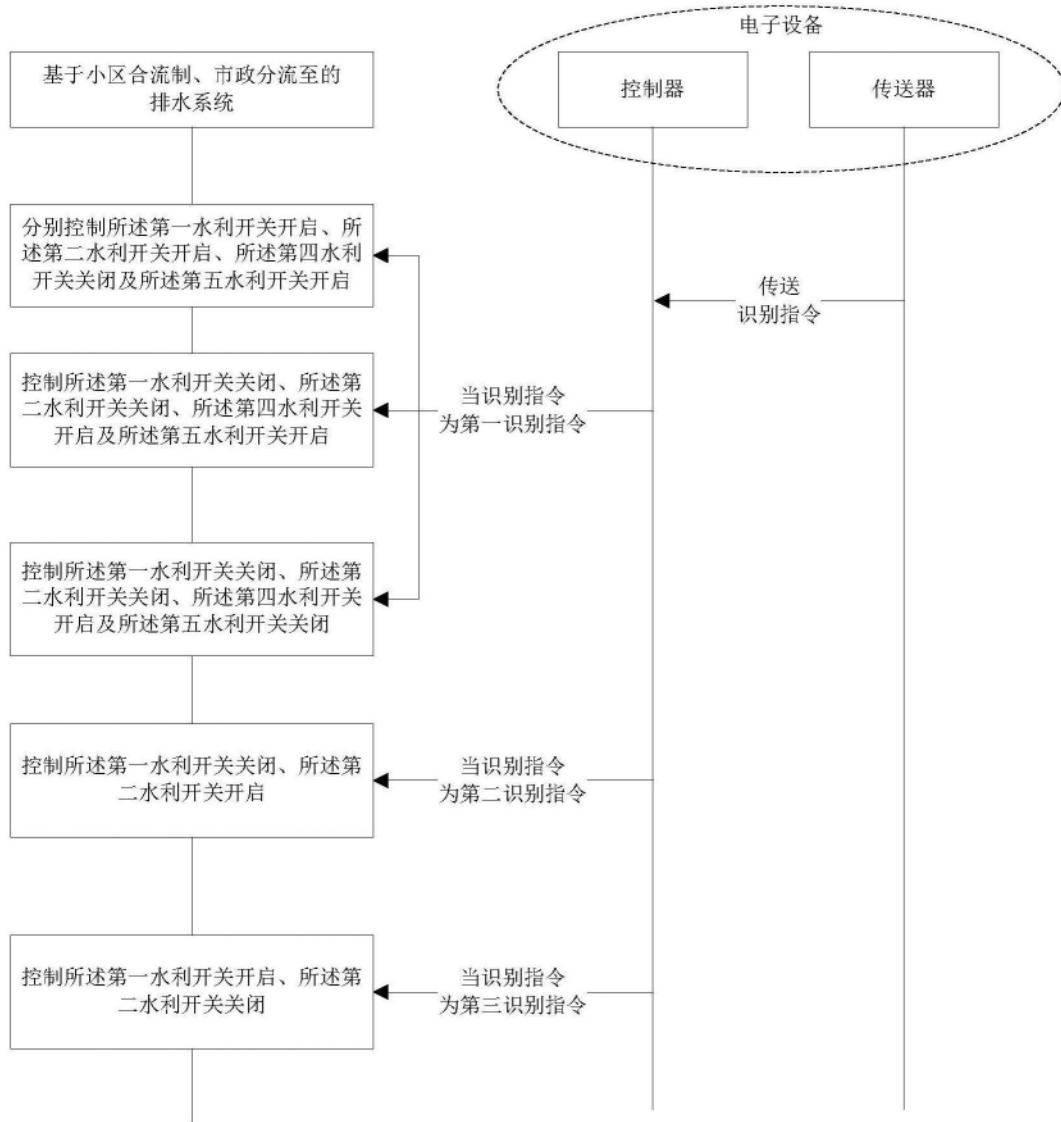 电子设备
基于小区合流制、市政分流至的
排水系统
控制器
传送器
分别控制所述第一水利开关开启、所
述第二水利开关开启、所述第四水利
开关关闭及所述第五水利开关开启
传送
识别指令
控制所述第一水利开关关闭、所述第
二水利开关关闭、所述第四水利开关
开启及所述第五水利开关开启
当识别指令
为第一识别指令
控制所述第一水利开关关闭、所述第
二水利开关关闭、所述第四水利开关
开启及所述第五水利开关关闭
控制所述第一水利开关关闭、所述第
二水利开关开启
当识别指令
为第二识别指令
控制所述第一水利开关开启、所述第
二水利开关关闭
当识别指令
为第三识别指令